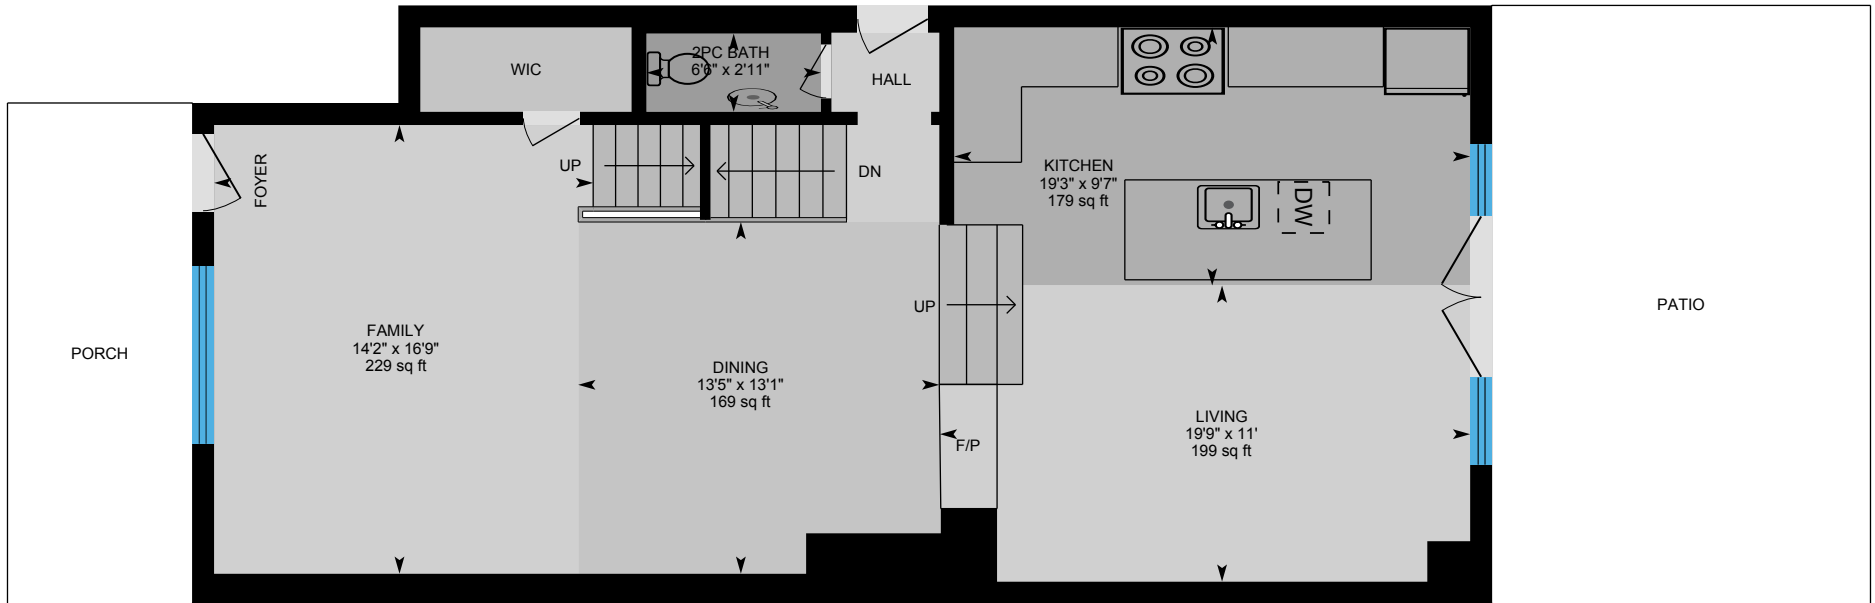 WIC
2PC BATH
6'6" x 2'11"
HALL
FOYER
UP
DN
KITCHEN
19'3" x 9'7"
179 sq ft
DW
UP
PORCH
FAMILY
14'2" x 16'9"
229 sq ft
DINING
13'5" x 13'1"
169 sq ft
F/P
LIVING
19'9" x 11'
199 sq ft
PATIO